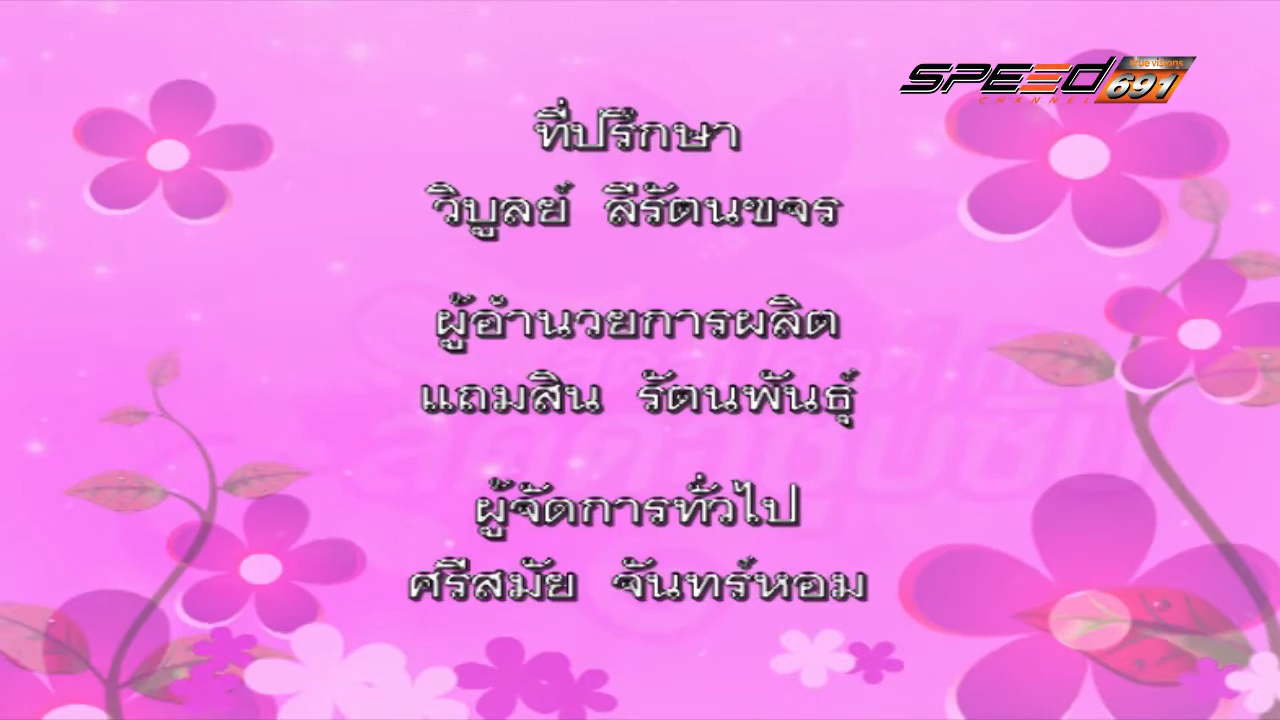 SPEED
CHANNEL
true visions
691
ที่ปรึกษา
วิบูลย์ ลีรัตนขจร
ผู้อำนวยการผลิต
แถมสิน รัตนพันธุ์
ผู้จัดการทั่วไป
ศรีสมัย จันทร์หอม